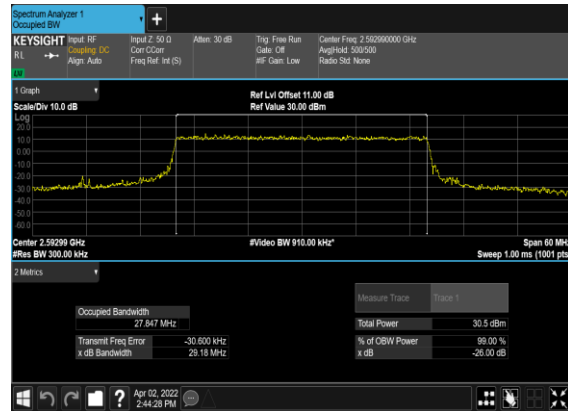 Spectrum Analyzer 1
Occupied BW
+
KEYSIGHT Input: RF Input Z: 50 Ω Atten: 30 dB Trig: Free Run Center Freq: 2.592990000 GHz
RL Coupling: DC Corr CCorr Gate: Off Avg|Hold: 500/500
Align: Auto Freq Ref: Int (S) #IF Gain: Low Radio Std: None
1 Graph
Ref Lvl Offset 11.00 dB
Scale/Div 10.0 dB Ref Value 30.00 dBm
Log
20.0
10.0
0.00
-10.0
-20.0
-30.0
-40.0
-50.0
-60.0
Center 2.59299 GHz #Video BW 910.00 kHz* Span 60 MHz
#Res BW 300.00 kHz Sweep 1.00 ms (1001 pts
2 Metrics
Measure Trace Trace 1
Occupied Bandwidth
27.847 MHz Total Power 30.5 dBm
Transmit Freq Error -30.600 kHz % of OBW Power 99.00 %
x dB Bandwidth 29.18 MHz x dB -26.00 dB
? Apr 02, 2022
2:44:28 PM